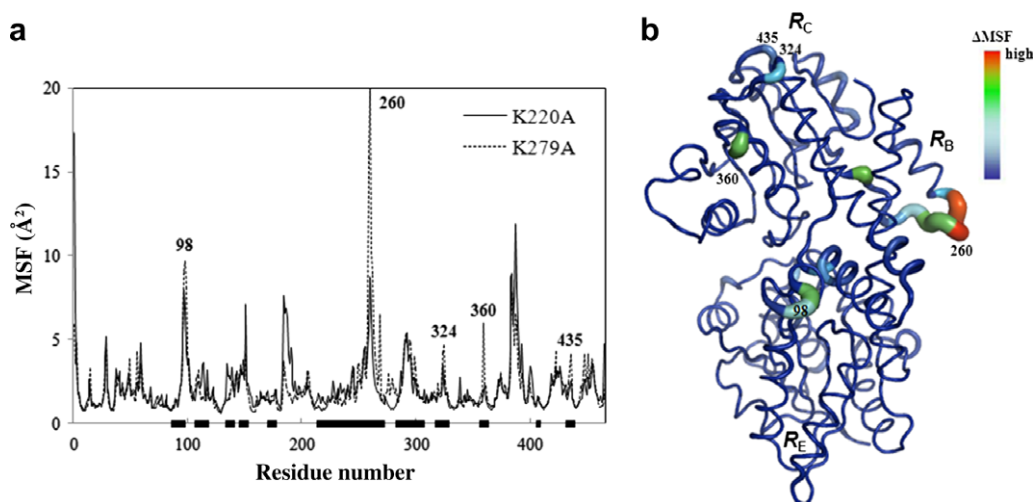 a
20
15
10
5
0
MSF (Å²)
260
K220A
K279A
98
324
360
435
0
100
200
300
400
Residue number
b
R_C
435
324
360
R_B
260
98
R_E
ΔMSF
high